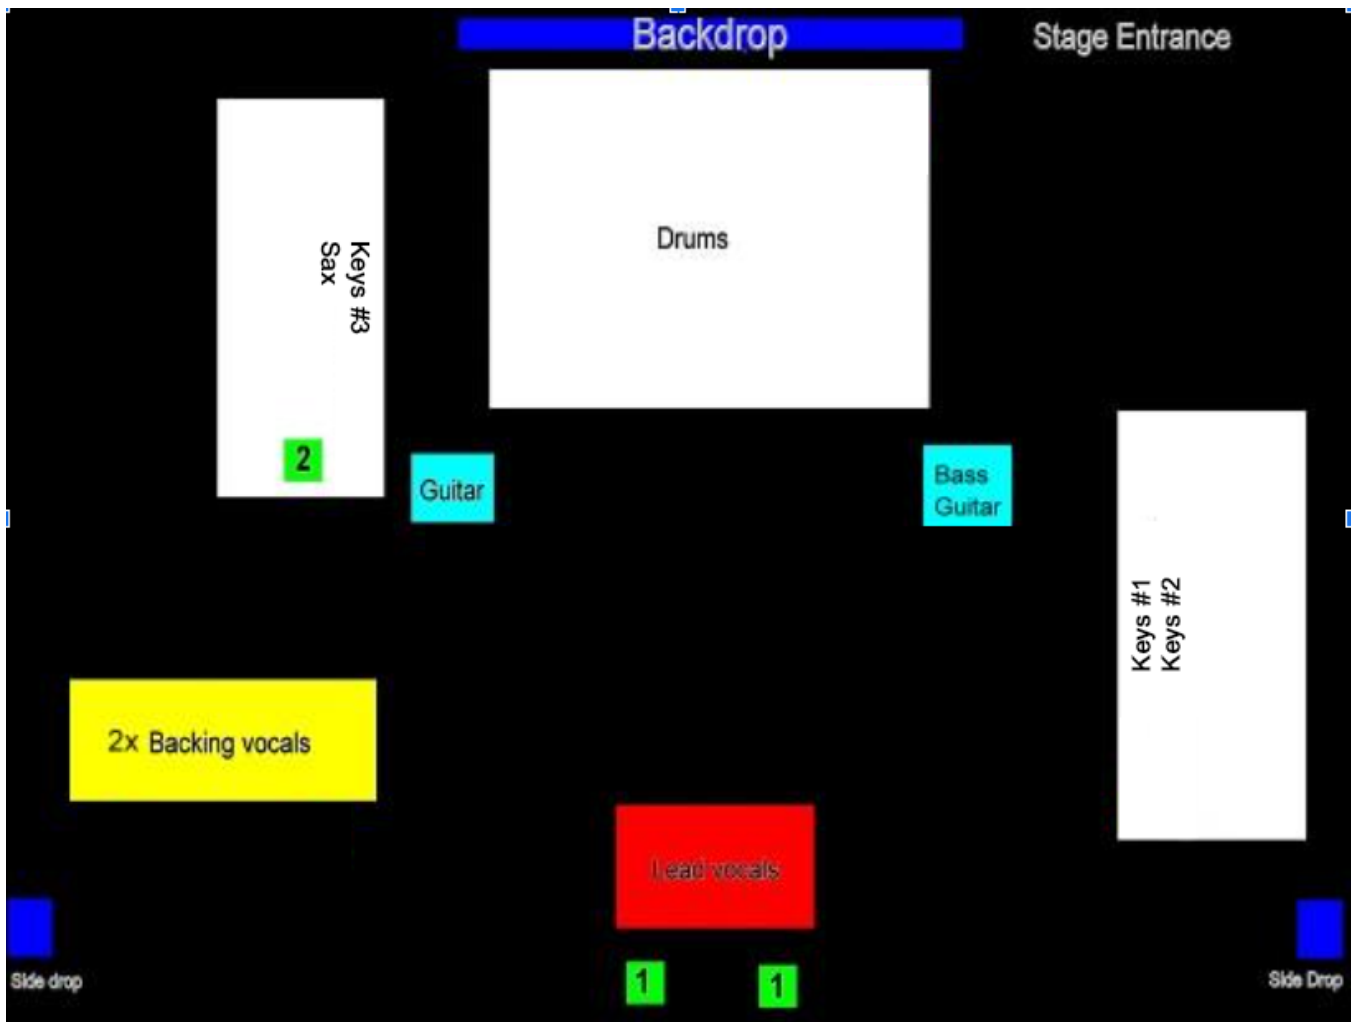 Backdrop
Stage Entrance
Drums
Keys #3
Sax
2
Guitar
Bass
Guitar
Keys #1
Keys #2
2x Backing vocals
Lead vocals
Side drop
Side Drop
1
1